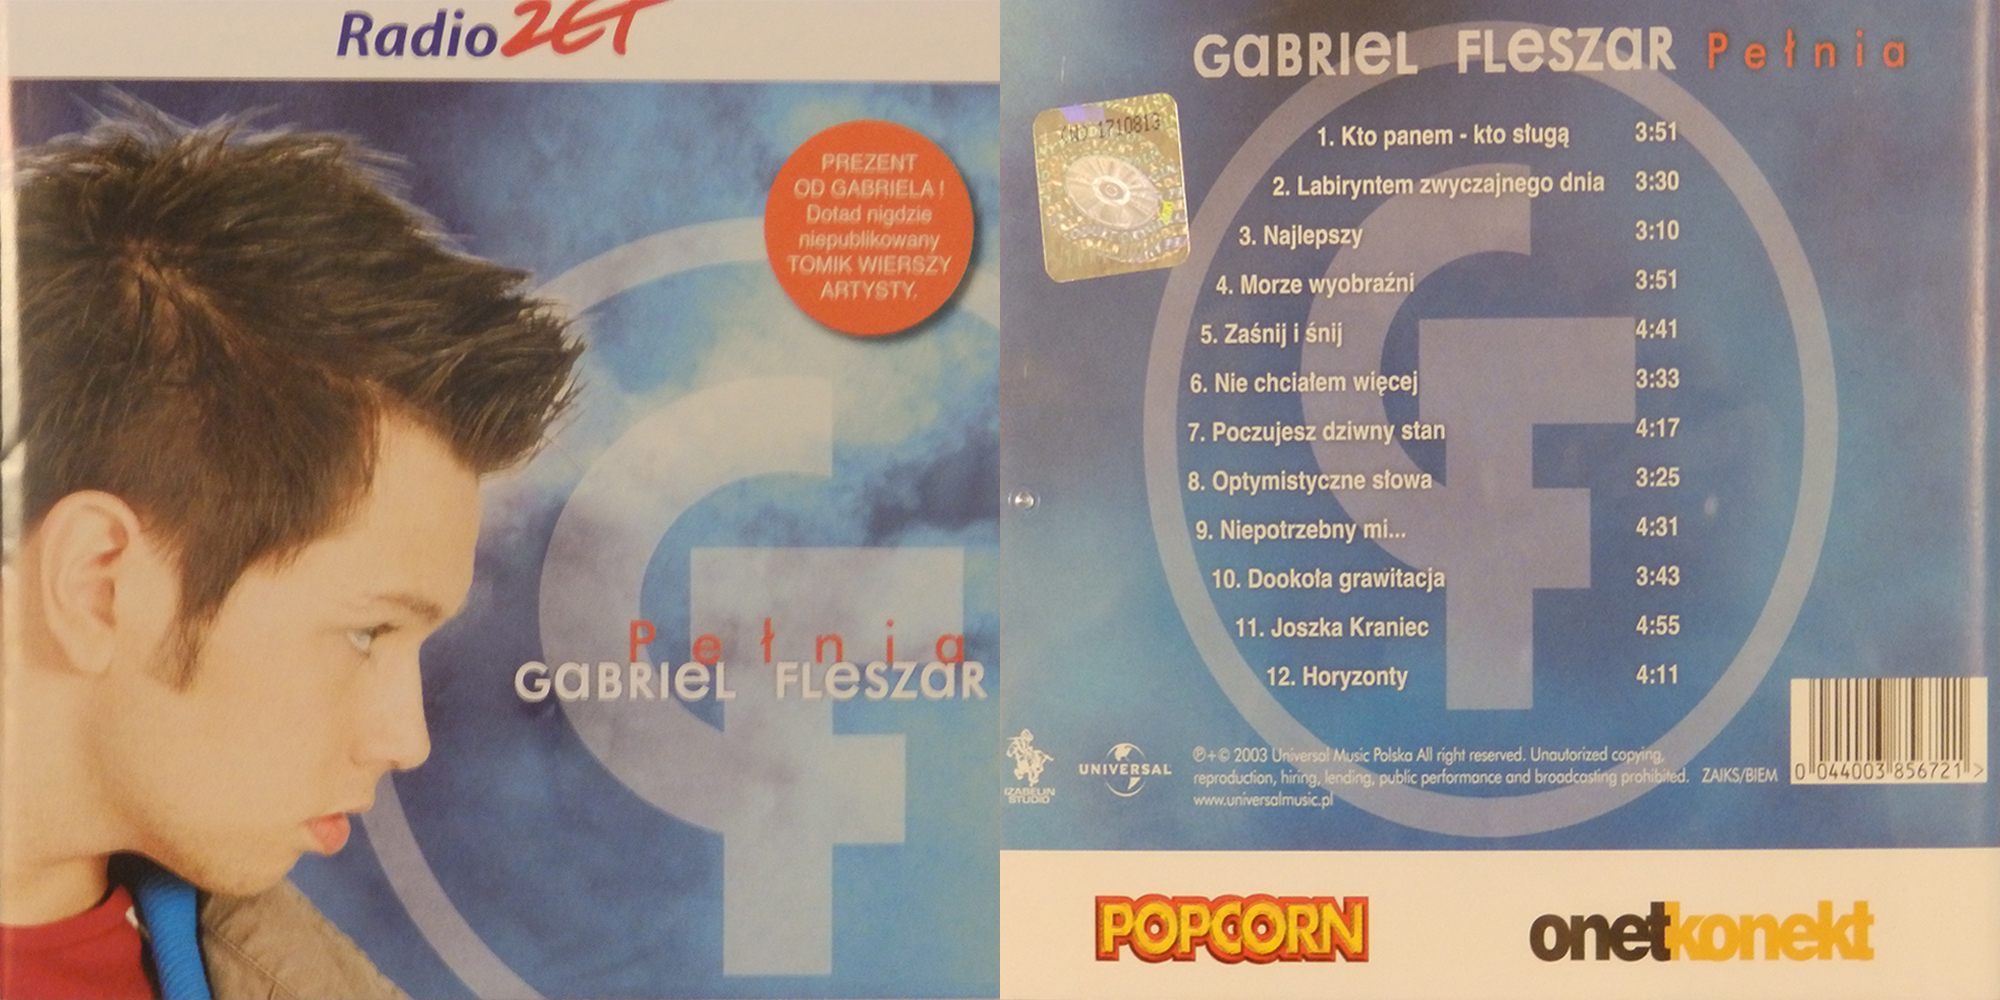 Radio ZET
PREZENT
OD GABRIELA !
Dotad nigdzie
niepublikowany
TOMIK WIERSZY
ARTYSTY.
Pełnia
GaBRIeL FLeSZaR
GaBRIeL FLeSZaR Pełnia
(N) D 1710813
1. Kto panem - kto sługą 3:51
2. Labiryntem zwyczajnego dnia 3:30
3. Najlepszy 3:10
4. Morze wyobraźni 3:51
5. Zaśnij i śnij 4:41
6. Nie chciałem więcej 3:33
7. Poczujesz dziwny stan 4:17
8. Optymistyczne słowa 3:25
9. Niepotrzebny mi... 4:31
10. Dookoła grawitacja 3:43
11. Joszka Kraniec 4:55
12. Horyzonty 4:11
IZABELIN
STUDIO
UNIVERSAL
℗+© 2003 Universal Music Polska All right reserved. Unautorized copying,
reproduction, hiring, lending, public performance and broadcasting prohibited. ZAIKS/BIEM
www.universalmusic.pl
0 044003 856721 >
POPCORN
onetkonekt